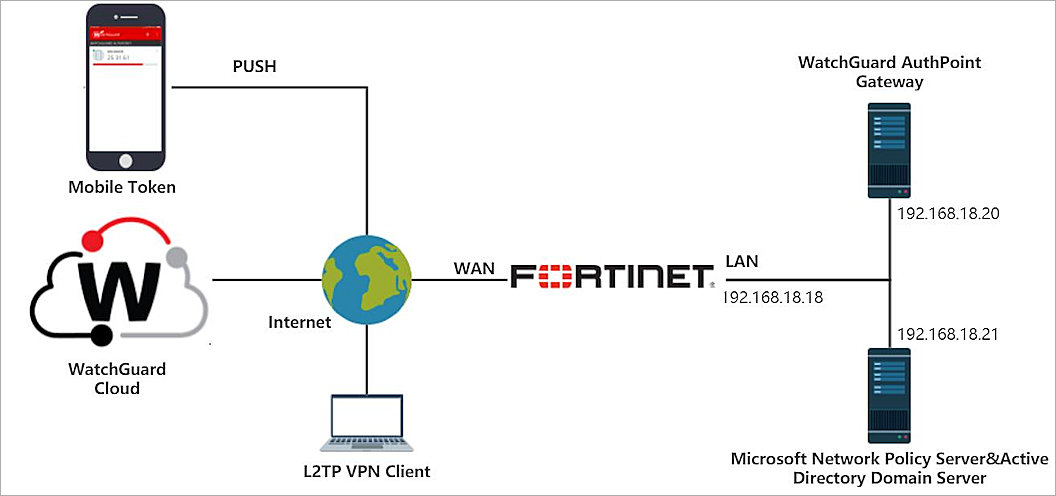 PUSH
Mobile Token
WatchGuard
Cloud
W
Internet
L2TP VPN Client
WAN
FORTINET
LAN
192.168.18.18
WatchGuard AuthPoint
Gateway
192.168.18.20
192.168.18.21
Microsoft Network Policy Server&Active
Directory Domain Server